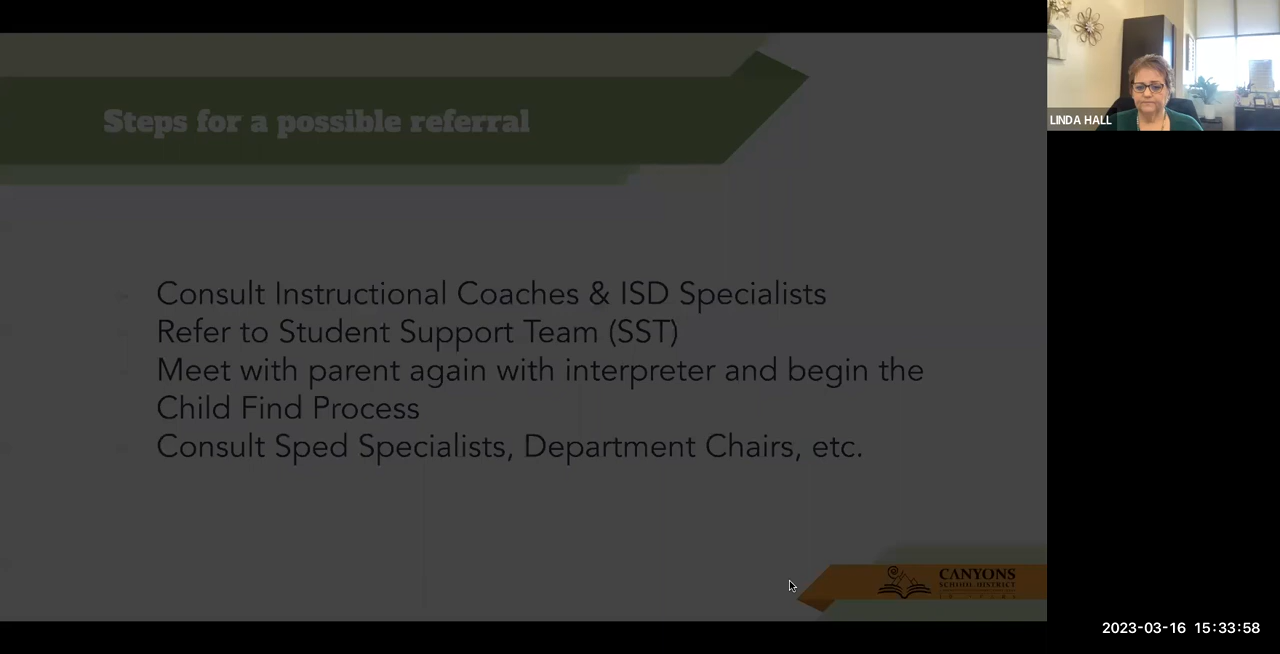 Steps for a possible referral
Consult Instructional Coaches & ISD Specialists
Refer to Student Support Team (SST)
Meet with parent again with interpreter and begin the
Child Find Process
Consult Sped Specialists, Department Chairs, etc.
CANYONS
SCHOOL DISTRICT
LINDA HALL
2023-03-16 15:33:58